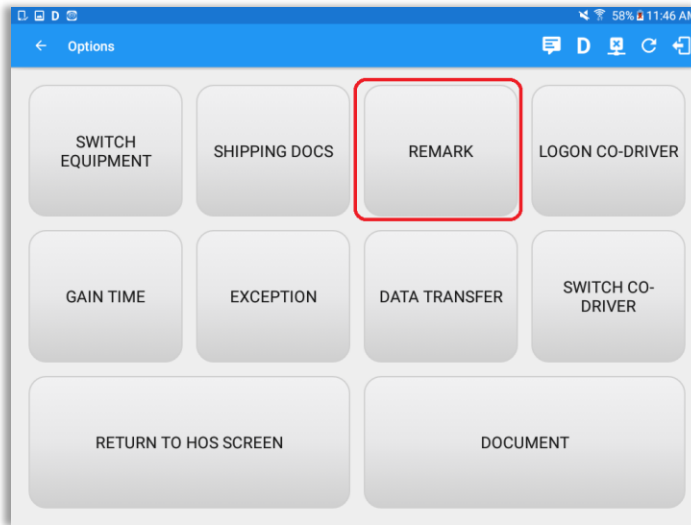 D 58% 11:46 AM
Options D
SWITCH
EQUIPMENT
SHIPPING DOCS
REMARK
LOGON CO-DRIVER
GAIN TIME
EXCEPTION
DATA TRANSFER
SWITCH CO-
DRIVER
RETURN TO HOS SCREEN
DOCUMENT